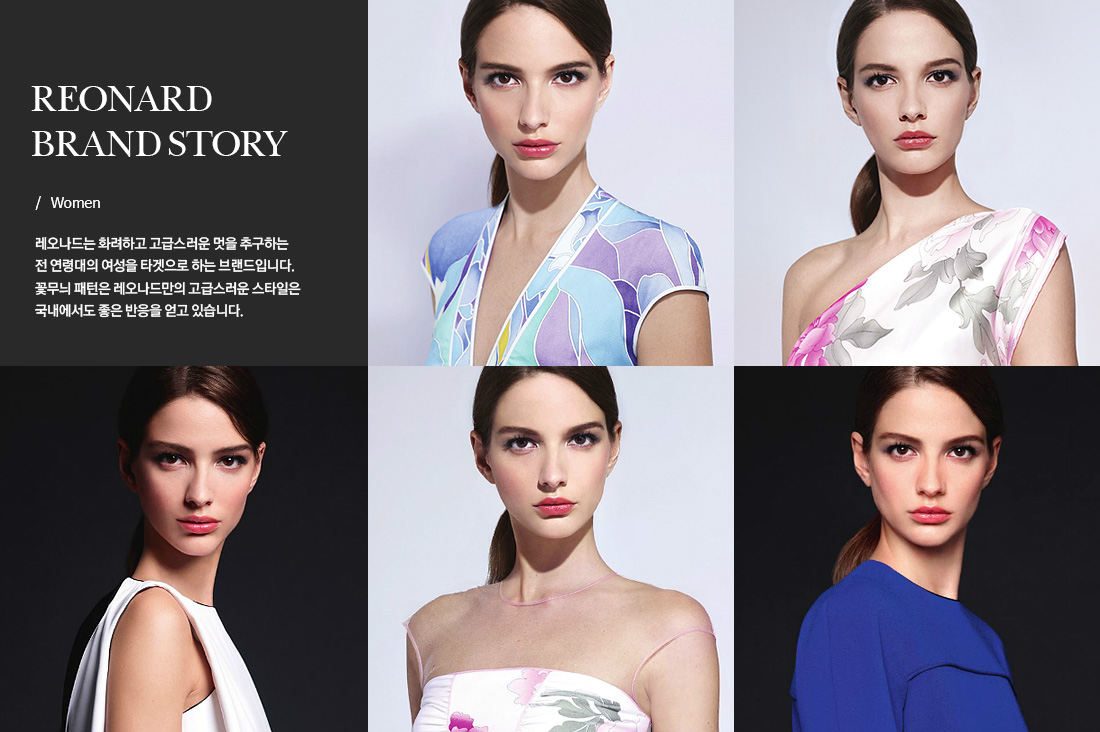 REONARD
BRAND STORY
/ Women
레오나드는 화려하고 고급스러운 멋을 추구하는
전 연령대의 여성을 타겟으로 하는 브랜드입니다.
꽃무늬 패턴은 레오나드만의 고급스러운 스타일은
국내에서도 좋은 반응을 얻고 있습니다.